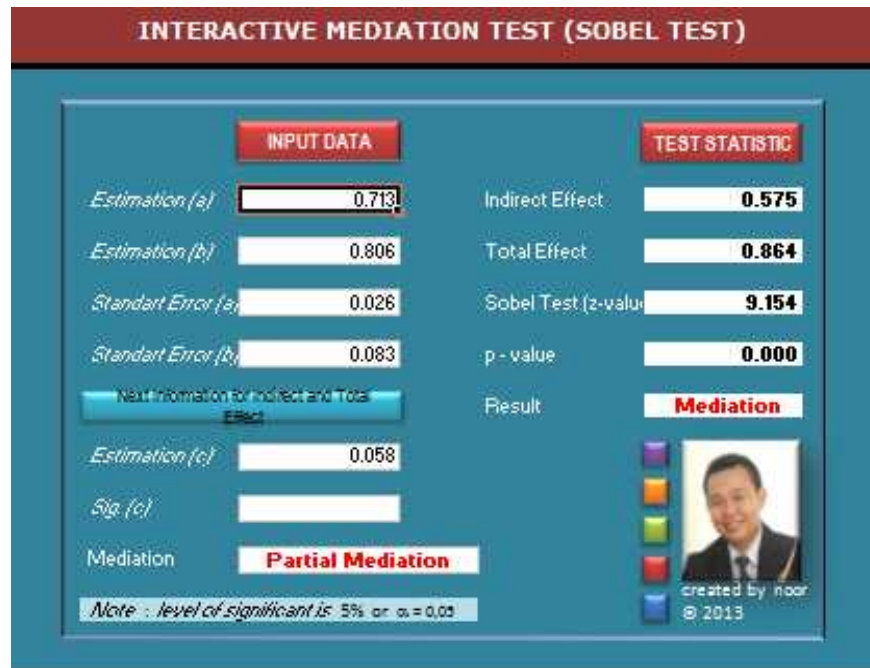 INTERACTIVE MEDIATION TEST (SOBEL TEST)
INPUT DATA
TEST STATISTIC
Estimation (a) 0.713 Indirect Effect 0.575
Estimation (b) 0.806 Total Effect 0.864
Standart Error (a) 0.026 Sobel Test (z-valu 9.154
Standart Error (b) 0.083 p - value 0.000
Next Information for Indirect and Total
Effect
Result Mediation
Estimation (c) 0.058
Sig. (c)
Mediation Partial Mediation
created by noor
Note : level of significant is 5% or α = 0,05
© 2013